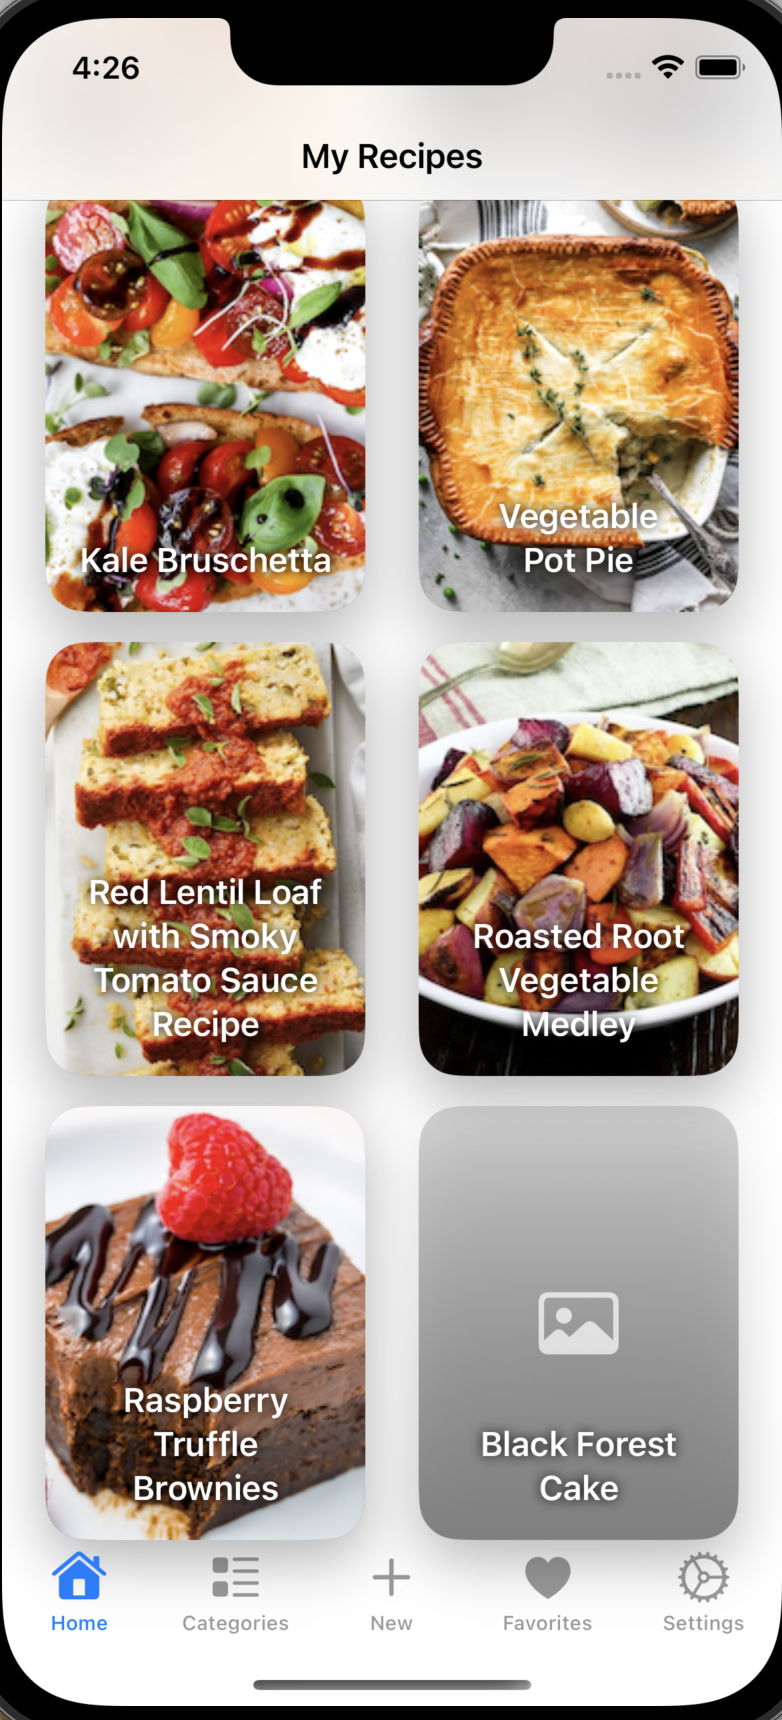 4:26
My Recipes
Kale Bruschetta
Vegetable
Pot Pie
Red Lentil Loaf
with Smoky
Tomato Sauce
Recipe
Roasted Root
Vegetable
Medley
Raspberry
Truffle
Brownies
Black Forest
Cake
Home
Categories
New
Favorites
Settings